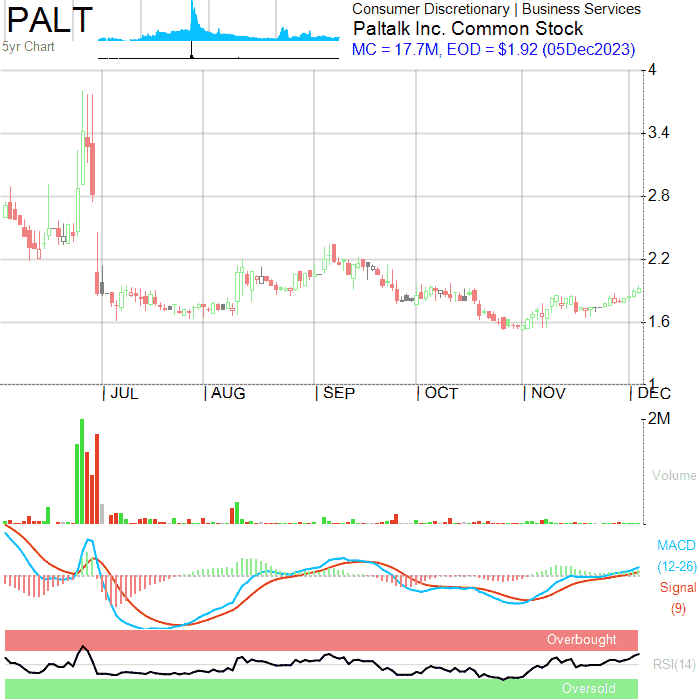 PALT
5yr Chart
Consumer Discretionary | Business Services
Paltalk Inc. Common Stock
MC = 17.7M, EOD = $1.92 (05Dec2023)
4
3.4
2.8
2.2
1.6
1
| JUL | AUG | SEP | OCT | NOV | DEC
2M
Volume
MACD
(12-26)
Signal
(9)
Overbought
RSI(14)
Oversold